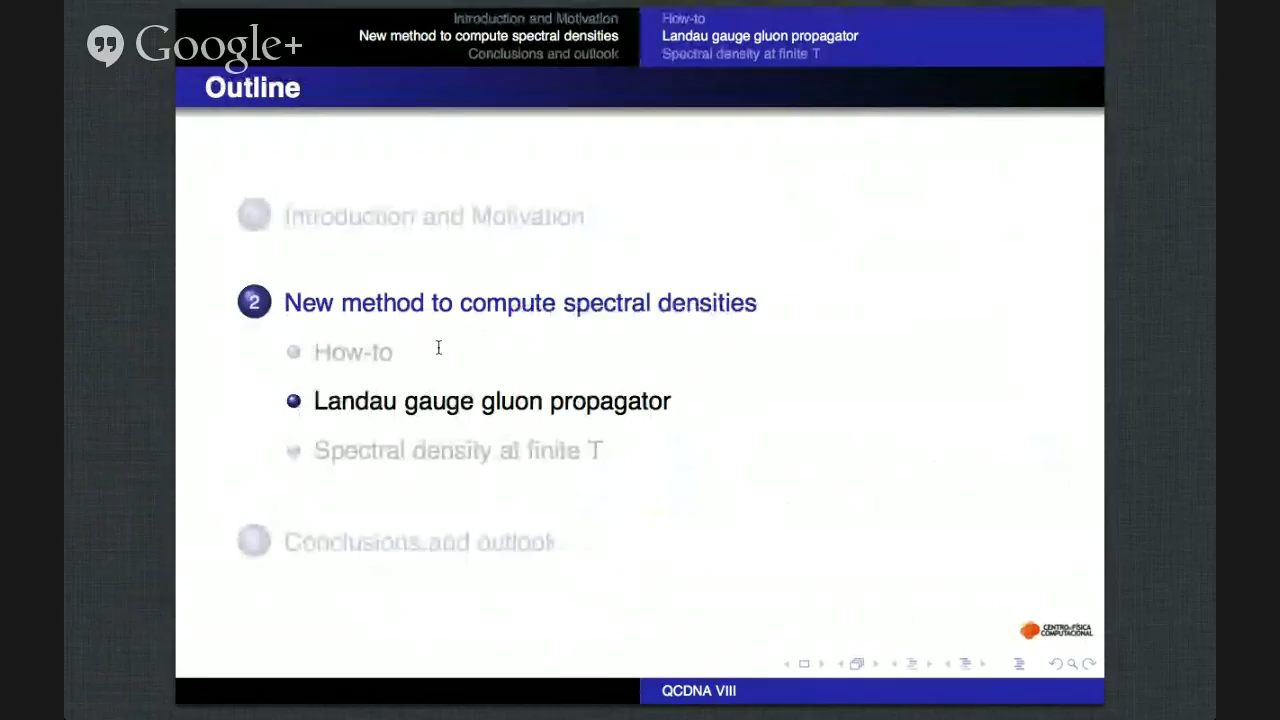 Google+
Introduction and Motivation
New method to compute spectral densities
Conclusions and outlook
How-to
Landau gauge gluon propagator
Spectral density at finite T
Outline
Introduction and Motivation
2 New method to compute spectral densities
How-to
Landau gauge gluon propagator
Spectral density at finite T
Conclusions and outlook
CENTRO DE FÍSICA
COMPUTACIONAL
QCDNA VIII